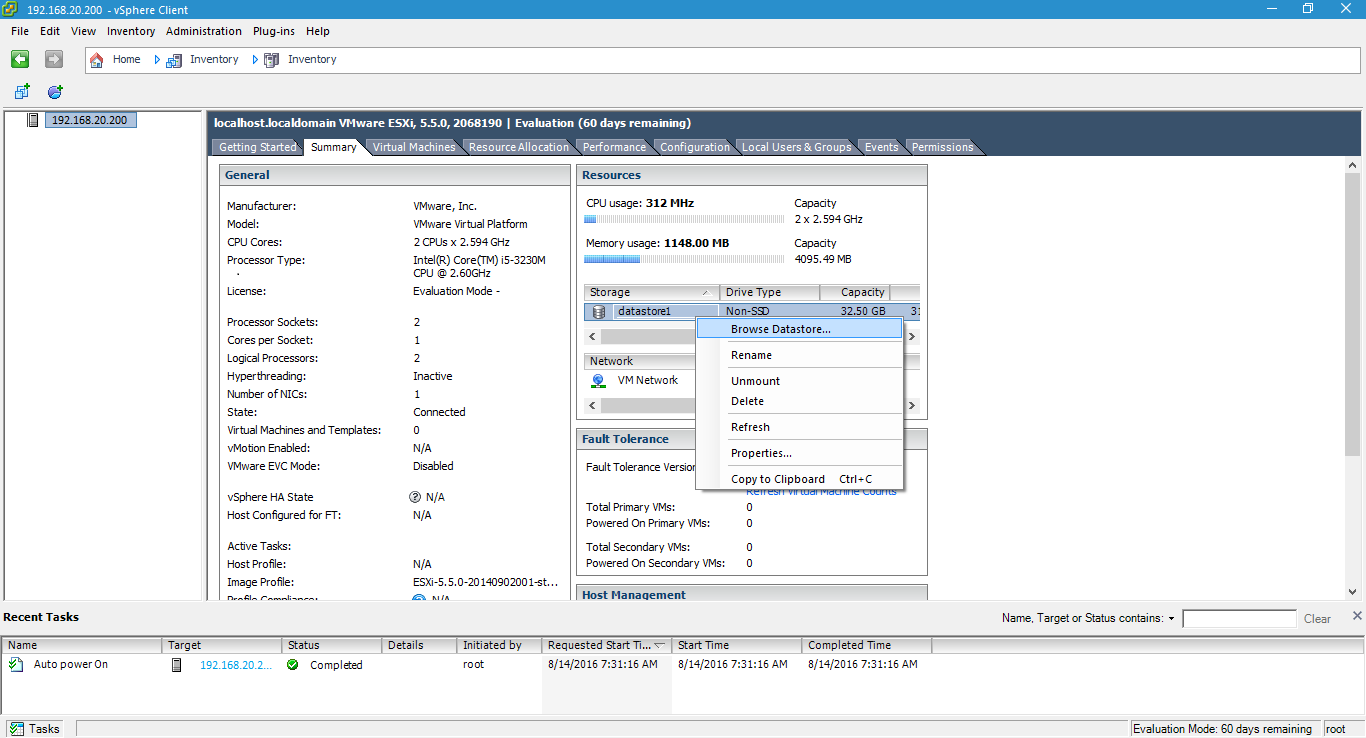 192.168.20.200 - vSphere Client
File Edit View Inventory Administration Plug-ins Help
Home Inventory Inventory
192.168.20.200
localhost.localdomain VMware ESXi, 5.5.0, 2068190 | Evaluation (60 days remaining)
Getting Started Summary Virtual Machines Resource Allocation Performance Configuration Local Users & Groups Events Permissions
General
Manufacturer: VMware, Inc.
Model: VMware Virtual Platform
CPU Cores: 2 CPUs x 2.594 GHz
Processor Type: Intel(R) Core(TM) i5-3230M
CPU @ 2.60GHz
License: Evaluation Mode -
Processor Sockets: 2
Cores per Socket: 1
Logical Processors: 2
Hyperthreading: Inactive
Number of NICs: 1
State: Connected
Virtual Machines and Templates: 0
vMotion Enabled: N/A
VMware EVC Mode: Disabled
vSphere HA State N/A
Host Configured for FT: N/A
Active Tasks:
Host Profile: N/A
Image Profile: ESXi-5.5.0-20140902001-st...
Profile Compliance: N/A
Resources
CPU usage: 312 MHz Capacity
2 x 2.594 GHz
Memory usage: 1148.00 MB Capacity
4095.49 MB
Storage Drive Type Capacity
datastore1 Non-SSD 32.50 GB 31
Browse Datastore...
Rename
Unmount
Delete
Refresh
Properties...
Copy to Clipboard Ctrl+C
Network
VM Network
Fault Tolerance
Fault Tolerance Version
Refresh Virtual Machine Counts
Total Primary VMs: 0
Powered On Primary VMs: 0
Total Secondary VMs: 0
Powered On Secondary VMs: 0
Host Management
Recent Tasks
Name, Target or Status contains: Clear
Name Target Status Details Initiated by Requested Start Ti... Start Time Completed Time
Auto power On 192.168.20.2... Completed root 8/14/2016 7:31:16 AM 8/14/2016 7:31:16 AM 8/14/2016 7:31:16 AM
Tasks Evaluation Mode: 60 days remaining root